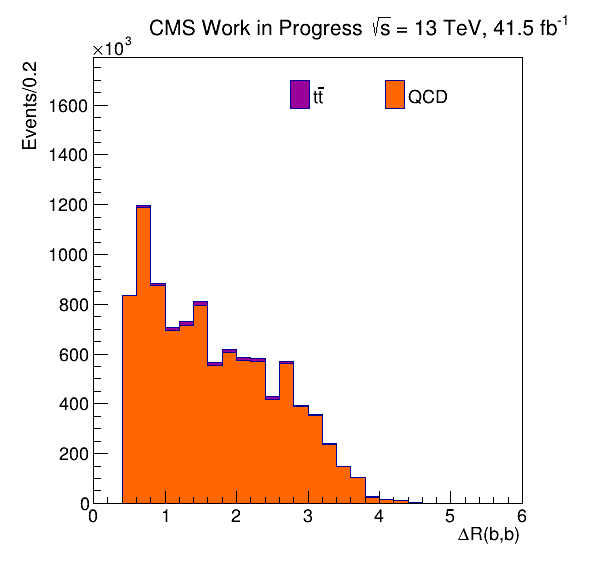 CMS Work in Progress √s = 13 TeV, 41.5 fb⁻¹
×10³
Events/0.2
tt̄
QCD
1600
1400
1200
1000
800
600
400
200
0
0 1 2 3 4 5 6
ΔR(b,b)